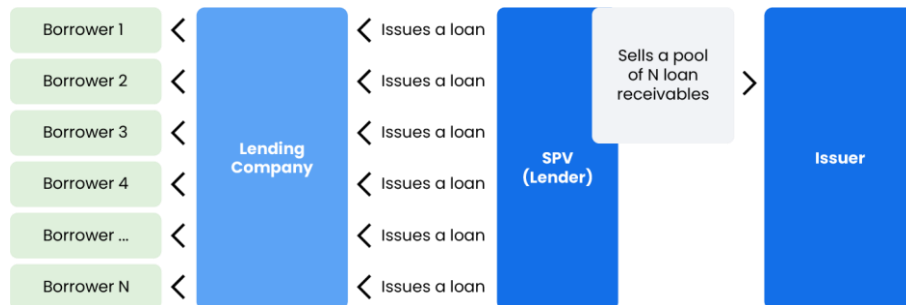 Borrower 1
Issues a loan
Borrower 2
Issues a loan
Sells a pool
of N loan
receivables
Borrower 3
Issues a loan
Lending
Company
SPV
(Lender)
Issuer
Borrower 4
Issues a loan
Borrower ...
Issues a loan
Borrower N
Issues a loan